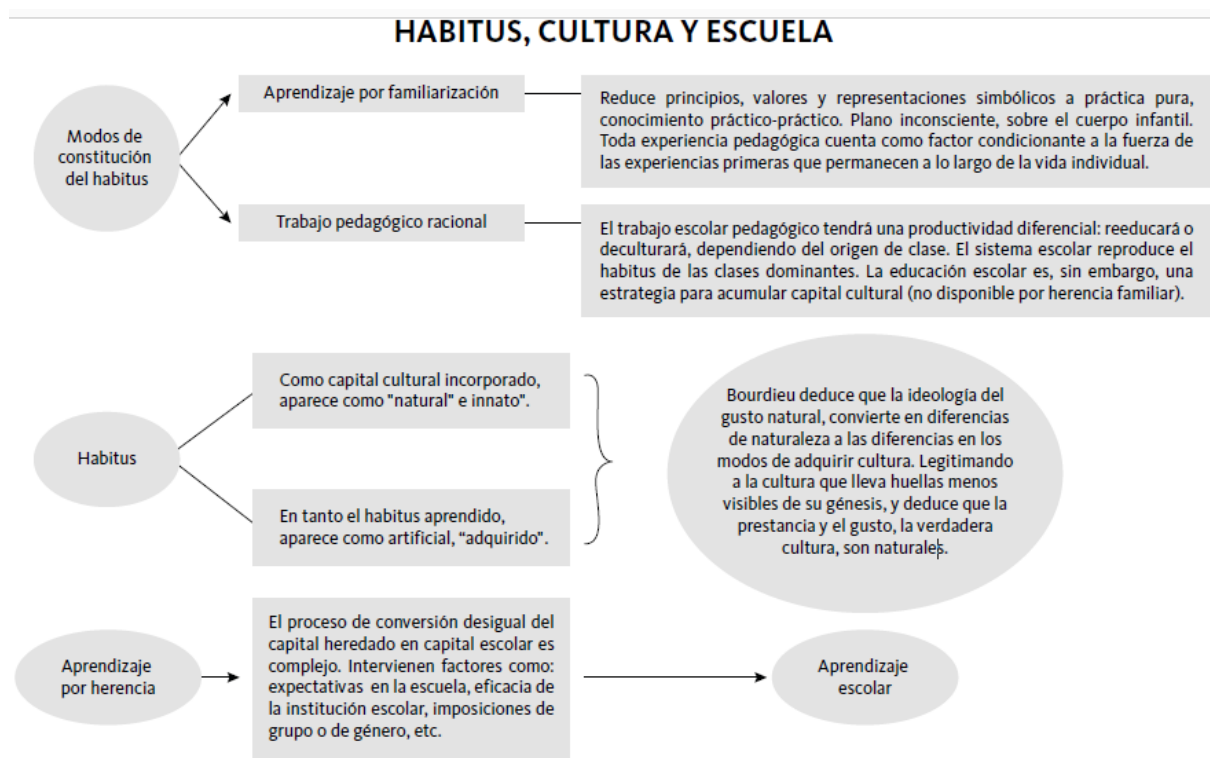 HABITUS, CULTURA Y ESCUELA
Modos de
constitución
del habitus
Aprendizaje por familiarización
Reduce principios, valores y representaciones simbólicos a práctica pura,
conocimiento práctico-práctico. Plano inconsciente, sobre el cuerpo infantil.
Toda experiencia pedagógica cuenta como factor condicionante a la fuerza de
las experiencias primeras que permanecen a lo largo de la vida individual.
Trabajo pedagógico racional
El trabajo escolar pedagógico tendrá una productividad diferencial: reeducará o
deculturará, dependiendo del origen de clase. El sistema escolar reproduce el
habitus de las clases dominantes. La educación escolar es, sin embargo, una
estrategia para acumular capital cultural (no disponible por herencia familiar).
Habitus
Como capital cultural incorporado,
aparece como "natural" e innato".
En tanto el habitus aprendido,
aparece como artificial, “adquirido”.
Bourdieu deduce que la ideología del
gusto natural, convierte en diferencias
de naturaleza a las diferencias en los
modos de adquirir cultura. Legitimando
a la cultura que lleva huellas menos
visibles de su génesis, y deduce que la
prestancia y el gusto, la verdadera
cultura, son naturales.
Aprendizaje
por herencia
El proceso de conversión desigual del
capital heredado en capital escolar es
complejo. Intervienen factores como:
expectativas en la escuela, eficacia de
la institución escolar, imposiciones de
grupo o de género, etc.
Aprendizaje
escolar